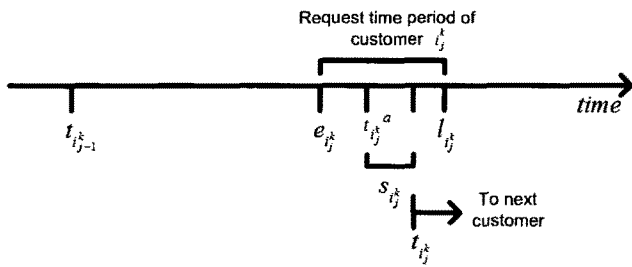 Request time period of
customer i_j^k
time
t_{i_{j-1}^k} e_{i_j^k} t_{i_j^k}^a l_{i_j^k}
s_{i_j^k}
To next
customer
t_{i_j^k}